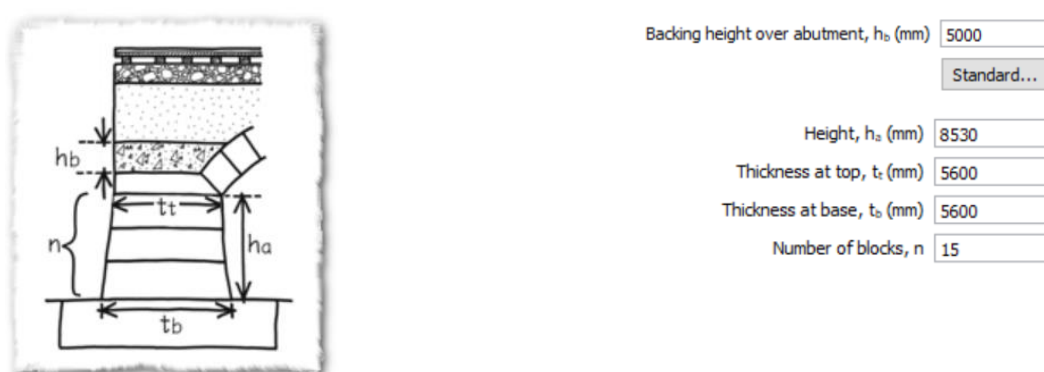 hb
tt
n
ha
tb
Backing height over abutment, hb (mm) 5000
Standard...
Height, ha (mm) 8530
Thickness at top, tt (mm) 5600
Thickness at base, tb (mm) 5600
Number of blocks, n 15